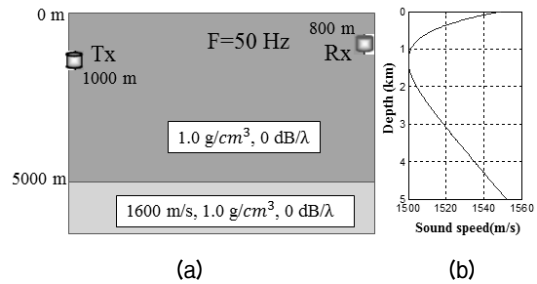 0 m
Tx
1000 m
F=50 Hz
800 m
Rx
1.0 g/cm³, 0 dB/λ
5000 m
1600 m/s, 1.0 g/cm³, 0 dB/λ
(a)
Depth (km)
0
1
2
3
4
5
1500 1520 1540 1560
Sound speed(m/s)
(b)